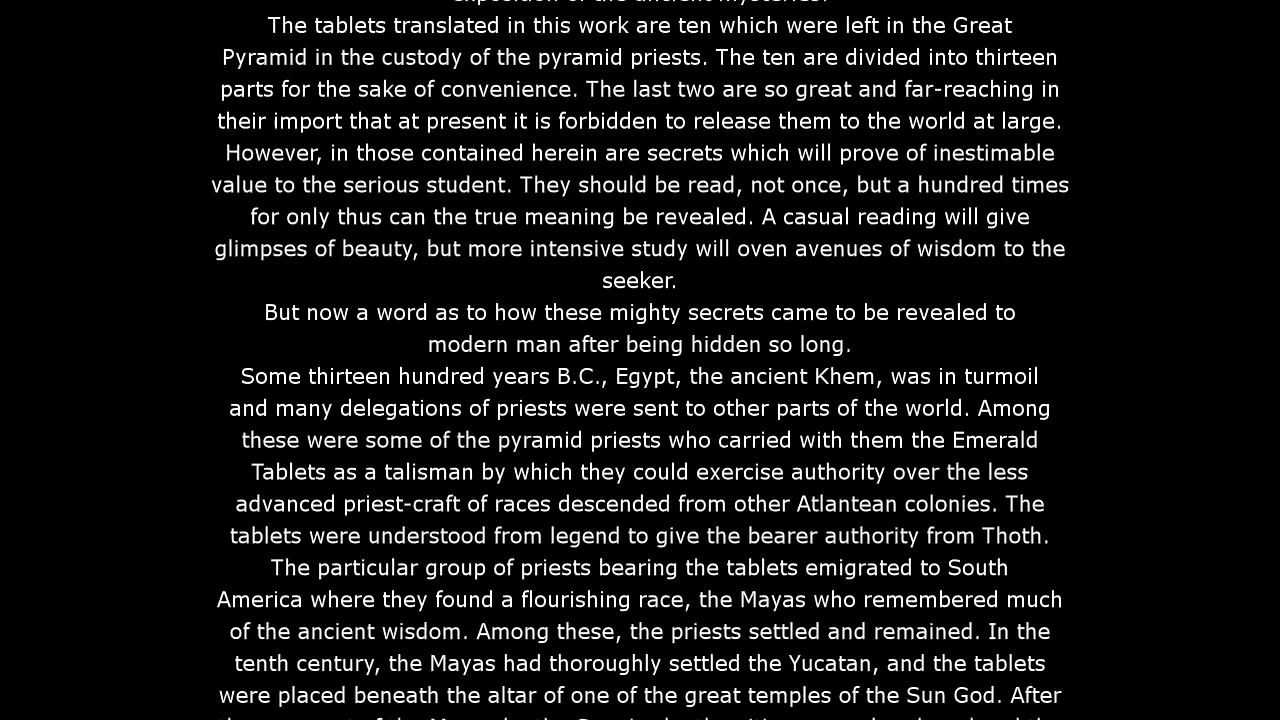 exposition of the ancient mysteries.
The tablets translated in this work are ten which were left in the Great
Pyramid in the custody of the pyramid priests. The ten are divided into thirteen
parts for the sake of convenience. The last two are so great and far-reaching in
their import that at present it is forbidden to release them to the world at large.
However, in those contained herein are secrets which will prove of inestimable
value to the serious student. They should be read, not once, but a hundred times
for only thus can the true meaning be revealed. A casual reading will give
glimpses of beauty, but more intensive study will oven avenues of wisdom to the
seeker.
But now a word as to how these mighty secrets came to be revealed to
modern man after being hidden so long.
Some thirteen hundred years B.C., Egypt, the ancient Khem, was in turmoil
and many delegations of priests were sent to other parts of the world. Among
these were some of the pyramid priests who carried with them the Emerald
Tablets as a talisman by which they could exercise authority over the less
advanced priest-craft of races descended from other Atlantean colonies. The
tablets were understood from legend to give the bearer authority from Thoth.
The particular group of priests bearing the tablets emigrated to South
America where they found a flourishing race, the Mayas who remembered much
of the ancient wisdom. Among these, the priests settled and remained. In the
tenth century, the Mayas had thoroughly settled the Yucatan, and the tablets
were placed beneath the altar of one of the great temples of the Sun God. After